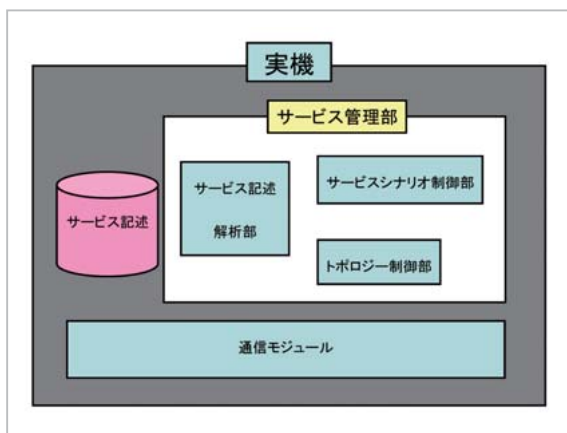 実機
サービス管理部
サービス記述
サービス記述
解析部
サービスシナリオ制御部
トポロジー制御部
通信モジュール